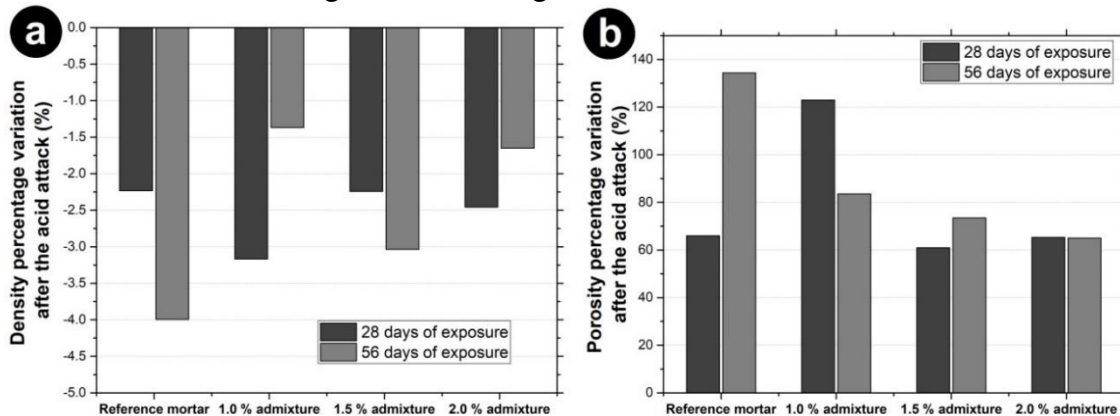 a
Density percentage variation
after the acid attack (%)
0.0
-0.5
-1.0
-1.5
-2.0
-2.5
-3.0
-3.5
-4.0
-4.5
-5.0
28 days of exposure
56 days of exposure
Reference mortar 1.0 % admixture 1.5 % admixture 2.0 % admixture
b
Porosity percentage variation
after the acid attack (%)
140
120
100
80
60
40
20
0
28 days of exposure
56 days of exposure
Reference mortar 1.0 % admixture 1.5 % admixture 2.0 % admixture